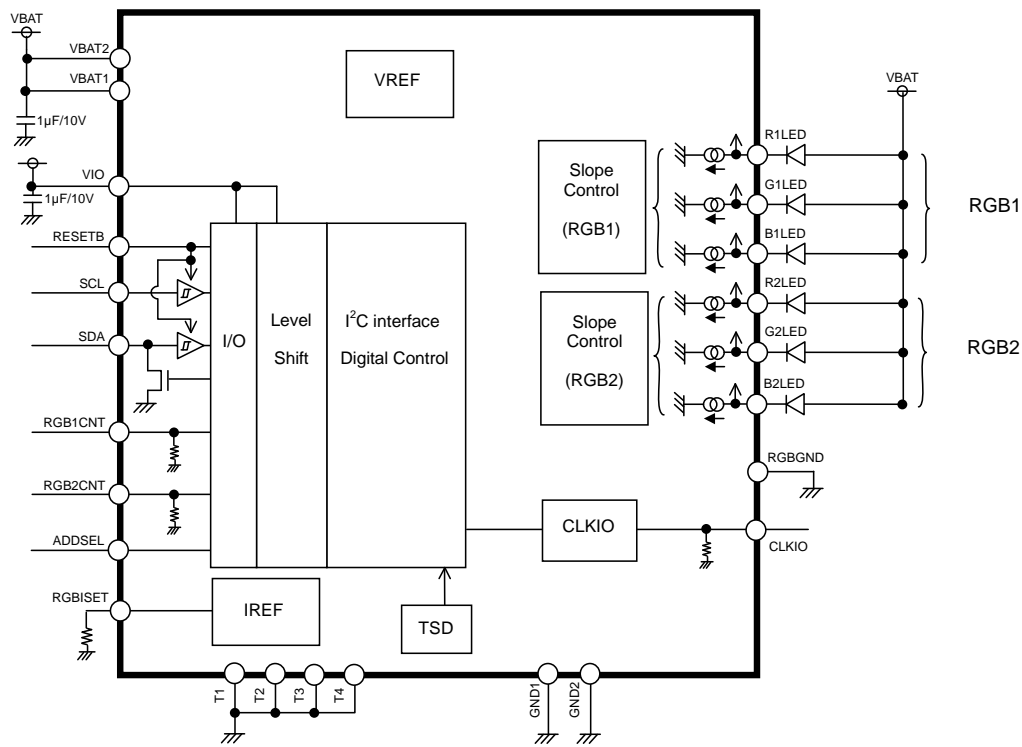 VBAT
VBAT2
VBAT1
1μF/10V
VIO
1μF/10V
RESETB
SCL
SDA
RGB1CNT
RGB2CNT
ADDSEL
RGBISET
VREF
I/O
Level
Shift
I²C interface
Digital Control
IREF
TSD
CLKIO
Slope
Control
(RGB1)
Slope
Control
(RGB2)
VBAT
R1LED
G1LED
B1LED
R2LED
G2LED
B2LED
RGB1
RGB2
RGBGND
CLKIO
T1
T2
T3
T4
GND1
GND2